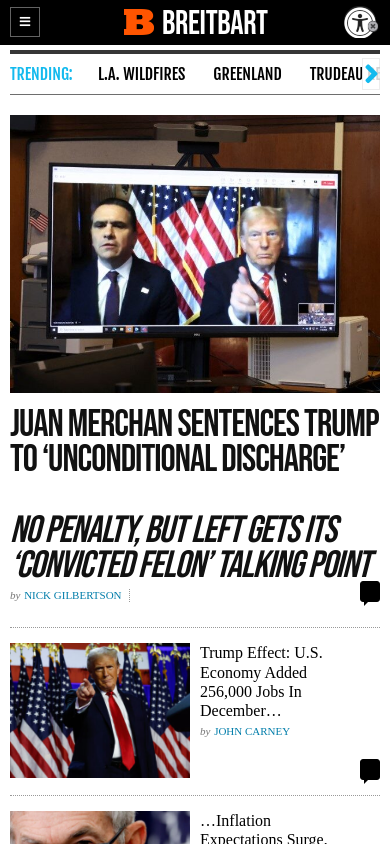 BREITBART
TRENDING: L.A. WILDFIRES GREENLAND TRUDEAU
JUAN MERCHAN SENTENCES TRUMP
TO ‘UNCONDITIONAL DISCHARGE’
NO PENALTY, BUT LEFT GETS ITS
‘CONVICTED FELON’ TALKING POINT
by NICK GILBERTSON
Trump Effect: U.S.
Economy Added
256,000 Jobs In
December…
by JOHN CARNEY
…Inflation
Expectations Surge,